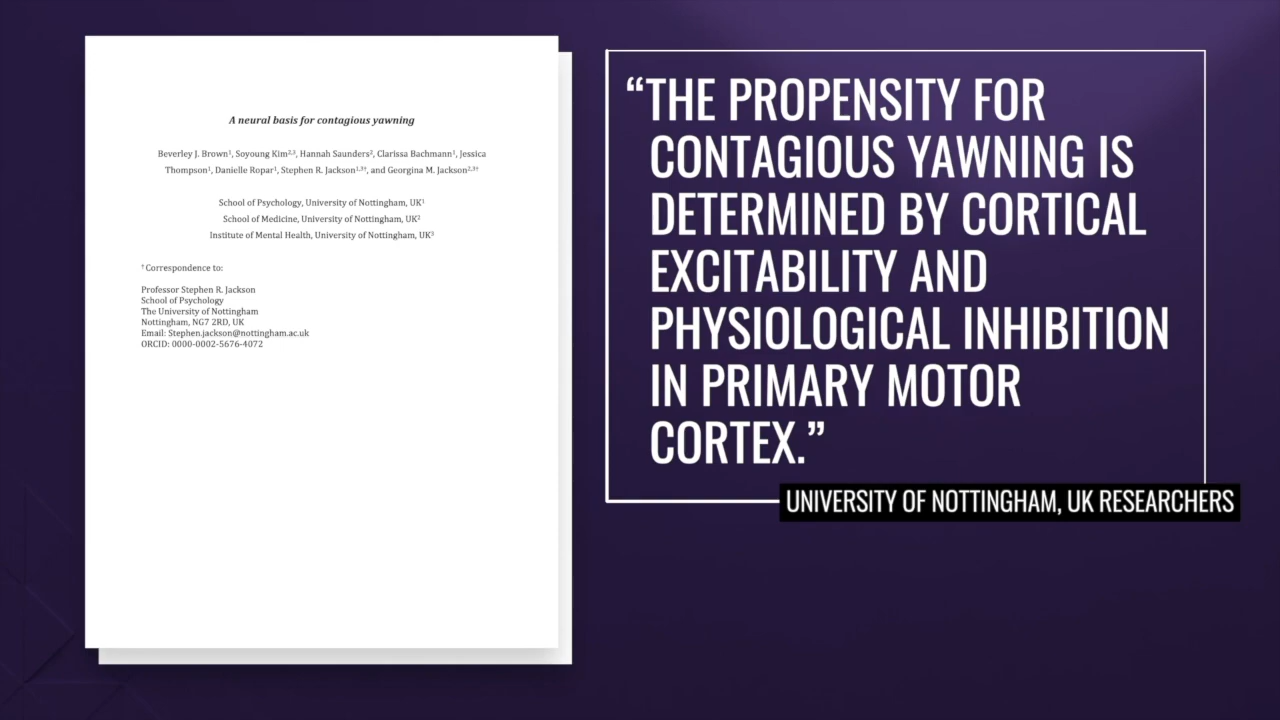 A neural basis for contagious yawning
Beverley J. Brown¹, Soyoung Kim²,³, Hannah Saunders², Clarissa Bachmann¹, Jessica
Thompson¹, Danielle Ropar¹, Stephen R. Jackson¹,³†, and Georgina M. Jackson²,³†
School of Psychology, University of Nottingham, UK¹
School of Medicine, University of Nottingham, UK²
Institute of Mental Health, University of Nottingham, UK³
† Correspondence to:
Professor Stephen R. Jackson
School of Psychology
The University of Nottingham
Nottingham, NG7 2RD, UK
Email: Stephen.jackson@nottingham.ac.uk
ORCID: 0000-0002-5676-4072
“THE PROPENSITY FOR
CONTAGIOUS YAWNING IS
DETERMINED BY CORTICAL
EXCITABILITY AND
PHYSIOLOGICAL INHIBITION
IN PRIMARY MOTOR
CORTEX.”
UNIVERSITY OF NOTTINGHAM, UK RESEARCHERS